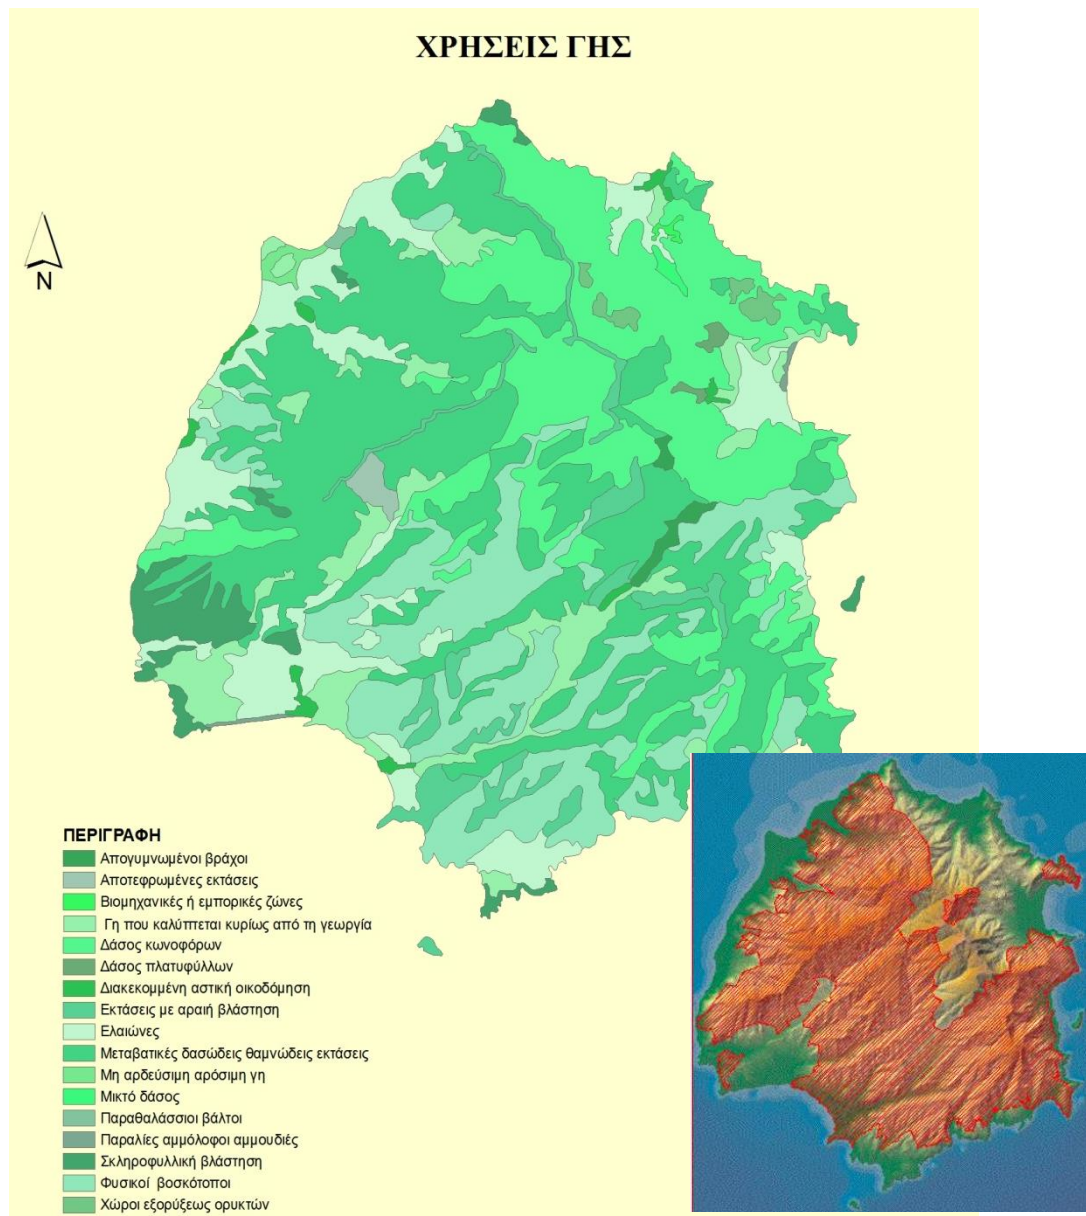 ΧΡΗΣΕΙΣ ΓΗΣ
N
ΠΕΡΙΓΡΑΦΗ
Απογυμνωμένοι βράχοι
Αποτεφρωμένες εκτάσεις
Βιομηχανικές ή εμπορικές ζώνες
Γη που καλύπτεται κυρίως από τη γεωργία
Δάσος κωνοφόρων
Δάσος πλατυφύλλων
Διακεκομμένη αστική οικοδόμηση
Εκτάσεις με αραιή βλάστηση
Ελαιώνες
Μεταβατικές δασώδεις θαμνώδεις εκτάσεις
Μη αρδεύσιμη αρόσιμη γη
Μικτό δάσος
Παραθαλάσσιοι βάλτοι
Παραλίες αμμόλοφοι αμμουδιές
Σκληροφυλλική βλάστηση
Φυσικοί βοσκότοποι
Χώροι εξορύξεως ορυκτών